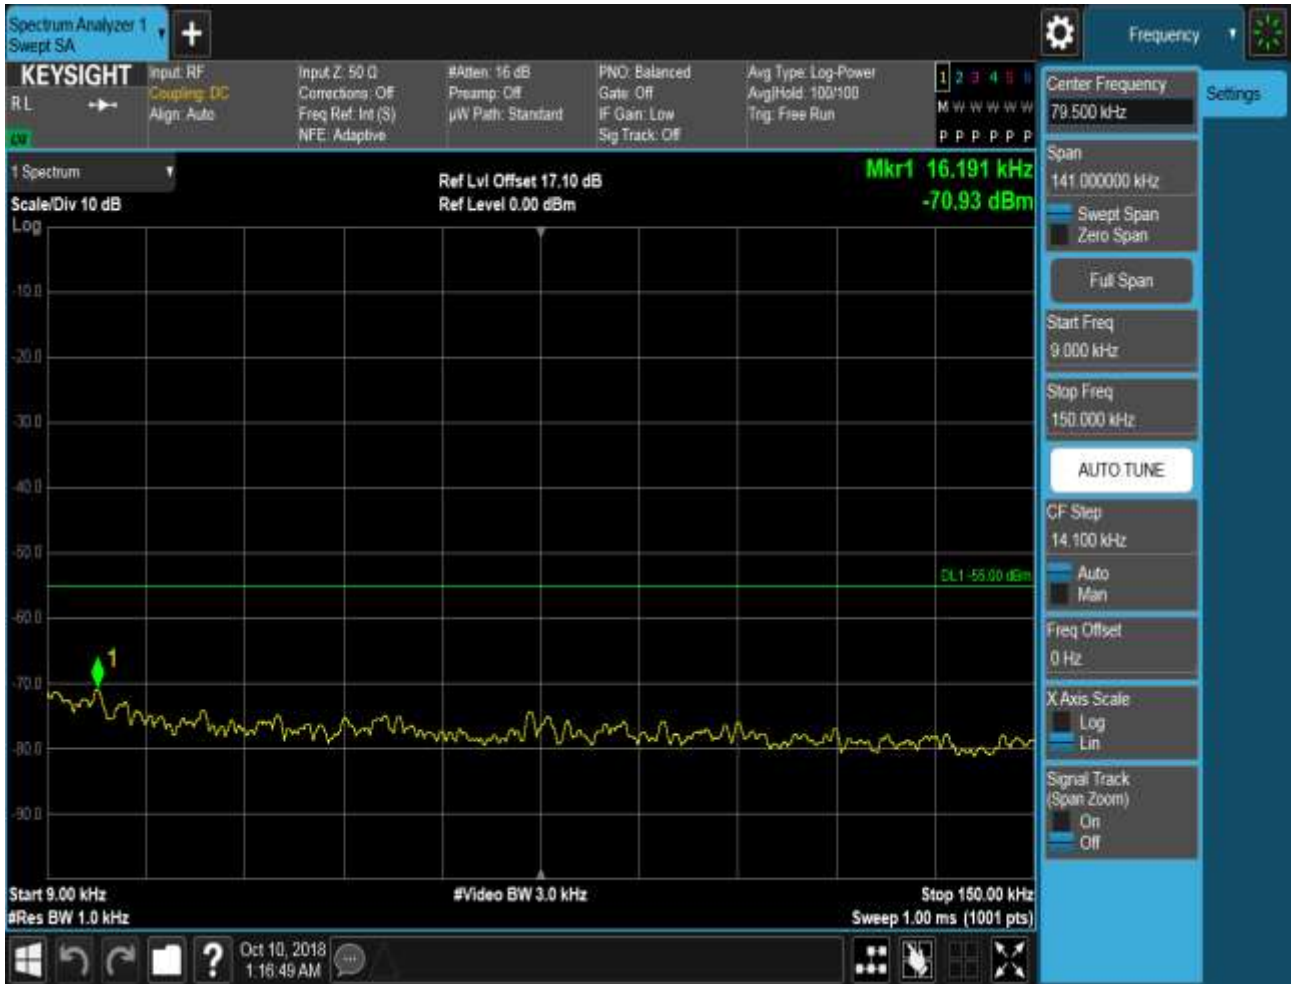 Spectrum Analyzer 1
Swept SA
+
Frequency
KEYSIGHT
RL
Input: RF
Coupling: DC
Align: Auto
Input Z: 50 Ω
Corrections: Off
Freq Ref: Int (S)
NFE: Adaptive
#Atten: 16 dB
Preamp: Off
µW Path: Standard
PNO: Balanced
Gate: Off
IF Gain: Low
Sig Track: Off
Avg Type: Log-Power
Avg|Hold: 100/100
Trig: Free Run
1 2 3 4 5 6
M W W W W W
P P P P P P
1 Spectrum
Scale/Div 10 dB
Log
Ref Lvl Offset 17.10 dB
Ref Level 0.00 dBm
Mkr1 16.191 kHz
-70.93 dBm
-10.0
-20.0
-30.0
-40.0
-50.0
-60.0
-70.0
-80.0
-90.0
DL1 -55.00 dBm
1
Start 9.00 kHz
#Res BW 1.0 kHz
#Video BW 3.0 kHz
Stop 150.00 kHz
Sweep 1.00 ms (1001 pts)
Center Frequency
79.500 kHz
Settings
Span
141.000000 kHz
Swept Span
Zero Span
Full Span
Start Freq
9.000 kHz
Stop Freq
150.000 kHz
AUTO TUNE
CF Step
14.100 kHz
Auto
Man
Freq Offset
0 Hz
X Axis Scale
Log
Lin
Signal Track
(Span Zoom)
On
Off
?
Oct 10, 2018
1:16:49 AM